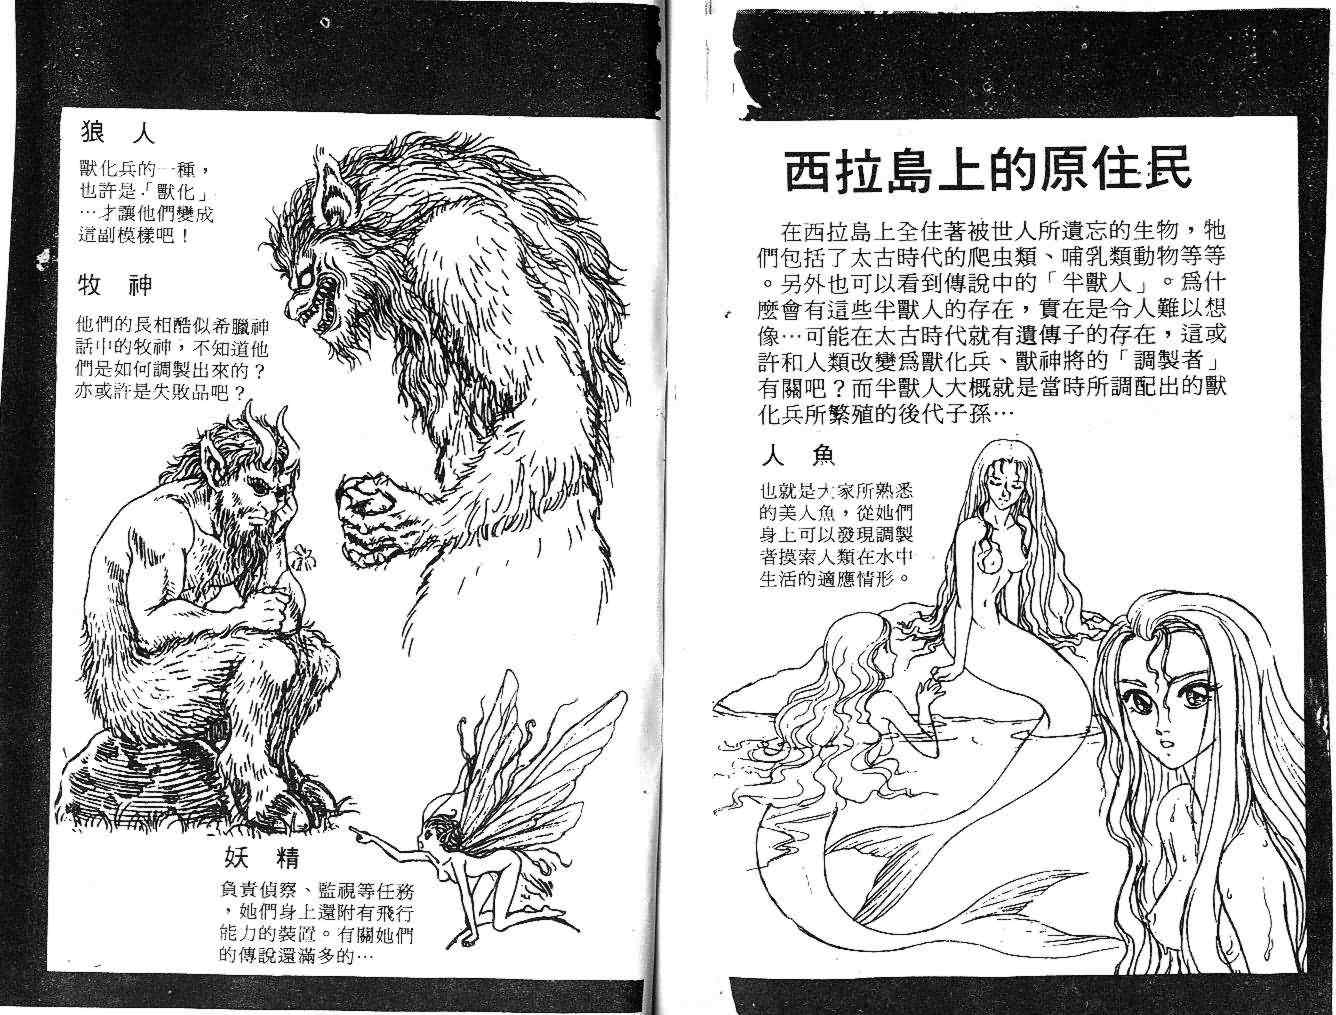 西拉島上的原住民
在西拉島上全住著被世人所遺忘的生物，牠
們包括了太古時代的爬虫類、哺乳類動物等等
。另外也可以看到傳說中的「半獸人」。爲什
麼會有這些半獸人的存在，實在是令人難以想
像…可能在太古時代就有遺傳子的存在，這或
許和人類改變爲獸化兵、獸神將的「調製者」
有關吧？而半獸人大概就是當時所調配出的獸
化兵所繁殖的後代子孫…
人魚
也就是大家所熟悉
的美人魚，從她們
身上可以發現調製
者摸索人類在水中
生活的適應情形。
狼人
獸化兵的一種，
也許是「獸化」
…才讓他們變成
這副模樣吧！
牧神
他們的長相酷似希臘神
話中的牧神，不知道他
們是如何調製出來的？
亦或許是失敗品吧？
妖精
負責偵察、監視等任務
，她們身上還附有飛行
能力的裝置。有關她們
的傳說還滿多的…